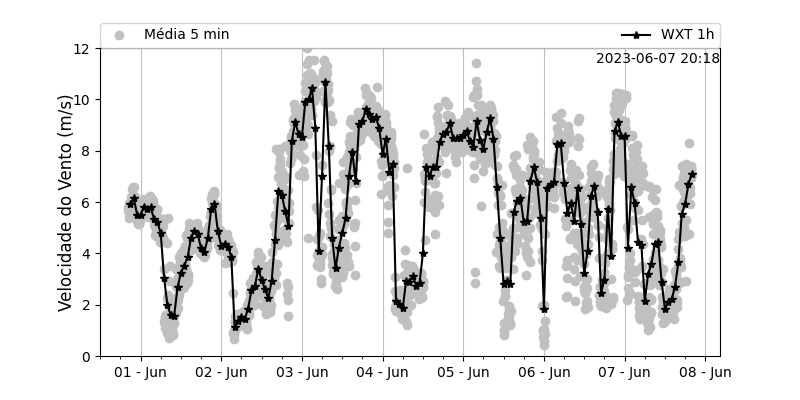 Média 5 min
WXT 1h
2023-06-07 20:18
Velocidade do Vento (m/s)
12
10
8
6
4
2
0
01 - Jun
02 - Jun
03 - Jun
04 - Jun
05 - Jun
06 - Jun
07 - Jun
08 - Jun